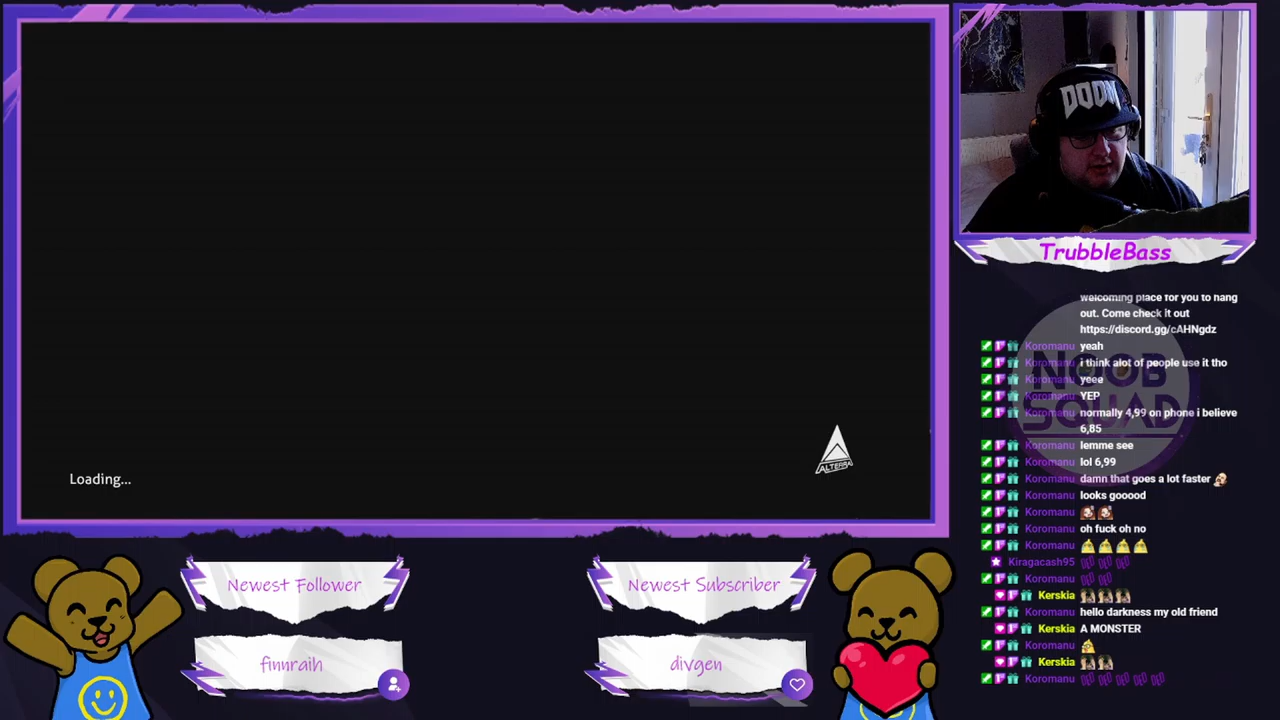 Loading...
ALTERRA
DOOM
TrubbleBass
welcoming place for you to hang
out. Come check it out
https://discord.gg/cAHNgdz
Koromanu yeah
Koromanu i think alot of people use it tho
Koromanu yeee
Koromanu YEP
Koromanu normally 4,99 on phone i believe
6,85
Koromanu lemme see
Koromanu lol 6,99
Koromanu damn that goes a lot faster
Koromanu looks gooood
Koromanu
Koromanu oh fuck oh no
Koromanu
Kiragacash95
Koromanu
Kerskia
Koromanu hello darkness my old friend
Kerskia A MONSTER
Koromanu
Kerskia
Koromanu
NOOB
SQUAD
Newest Follower
finnraih
Newest Subscriber
divgen